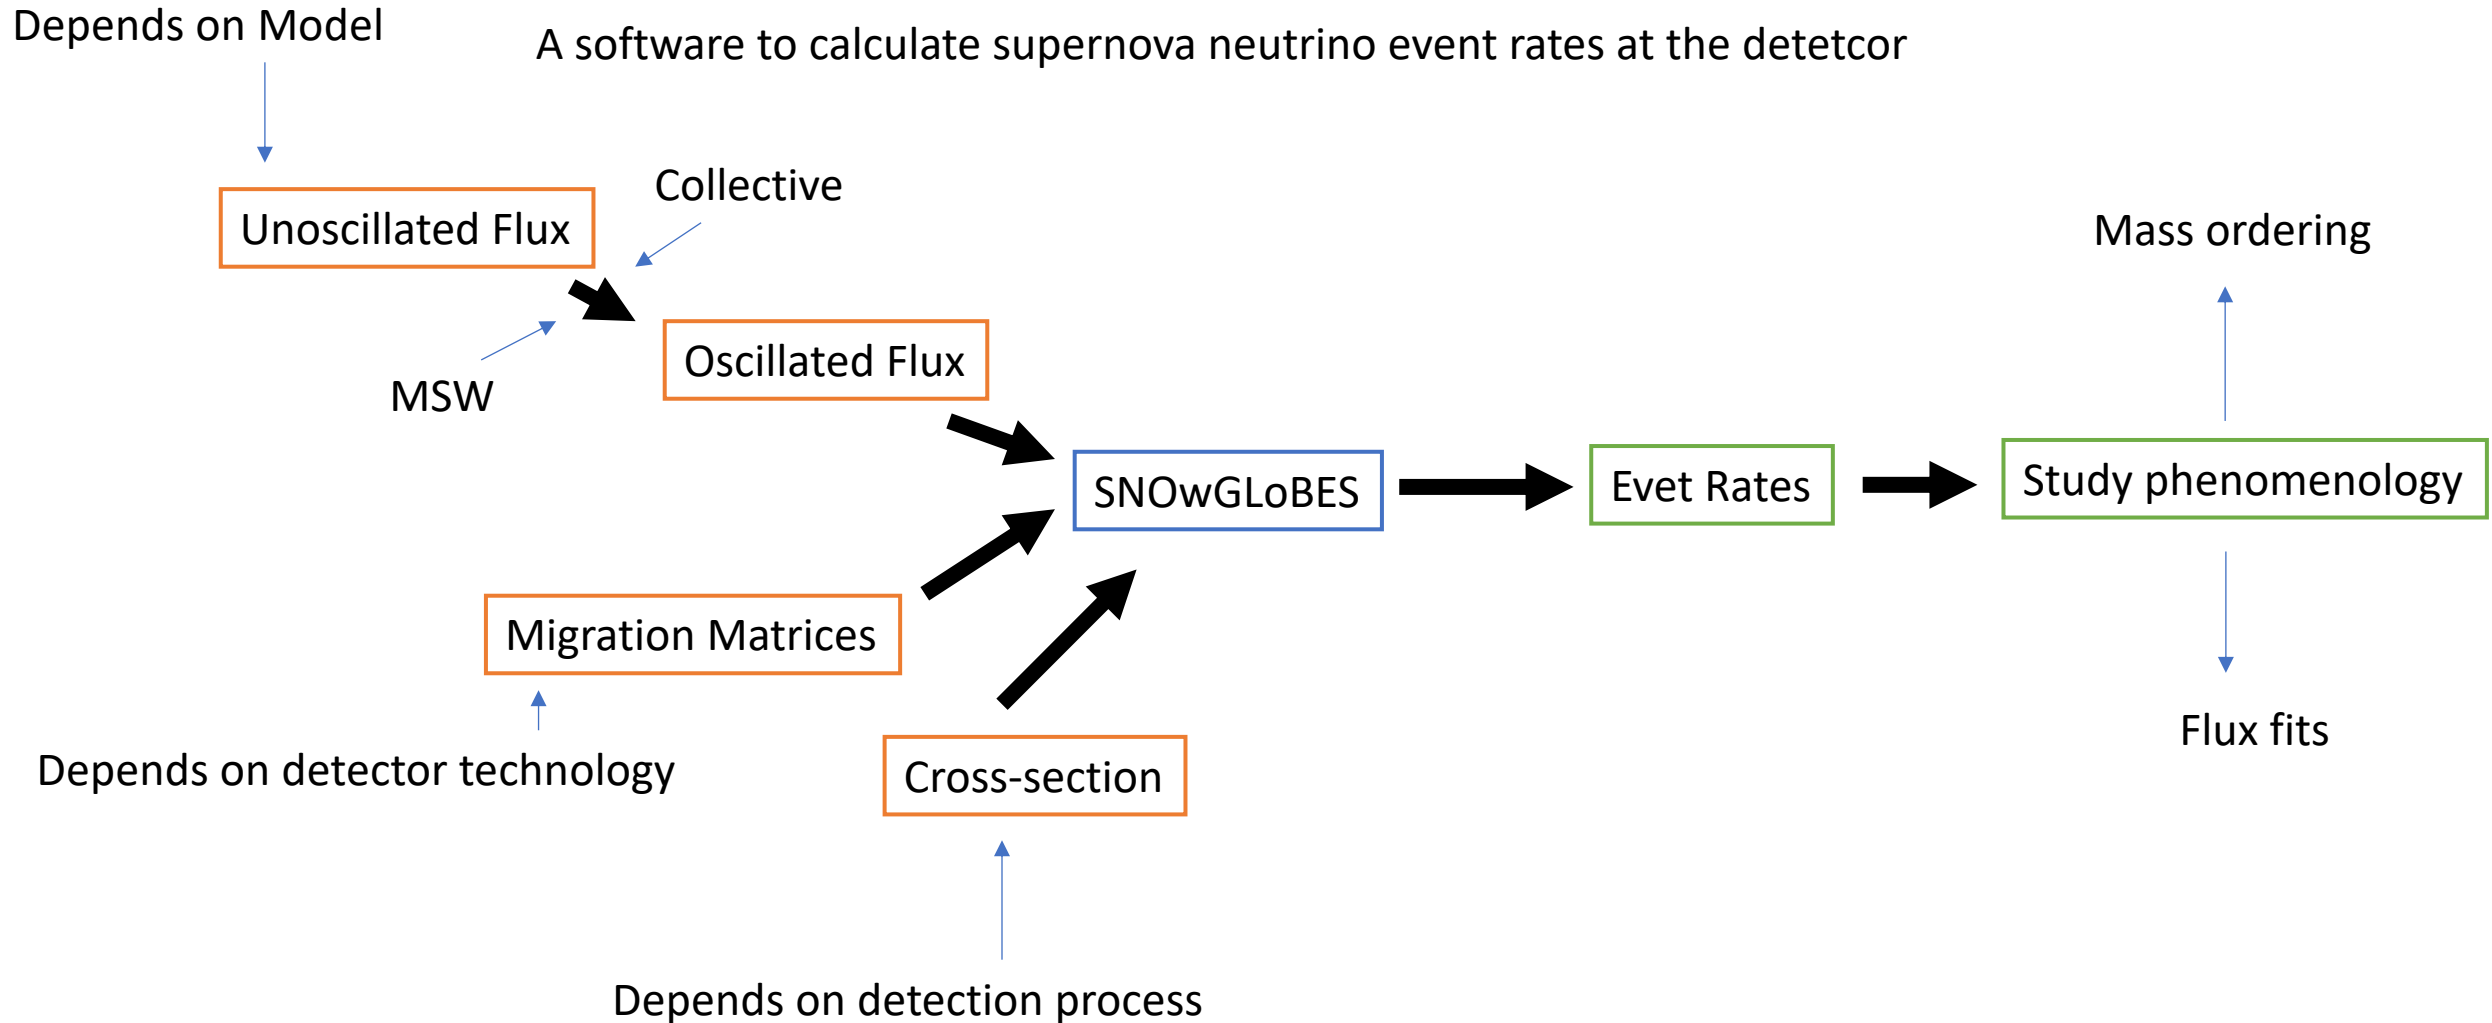 Depends on Model
A software to calculate supernova neutrino event rates at the detetcor
Collective
Unoscillated Flux
Mass ordering
Oscillated Flux
MSW
SNOwGLoBES
Evet Rates
Study phenomenology
Migration Matrices
Flux fits
Depends on detector technology
Cross-section
Depends on detection process